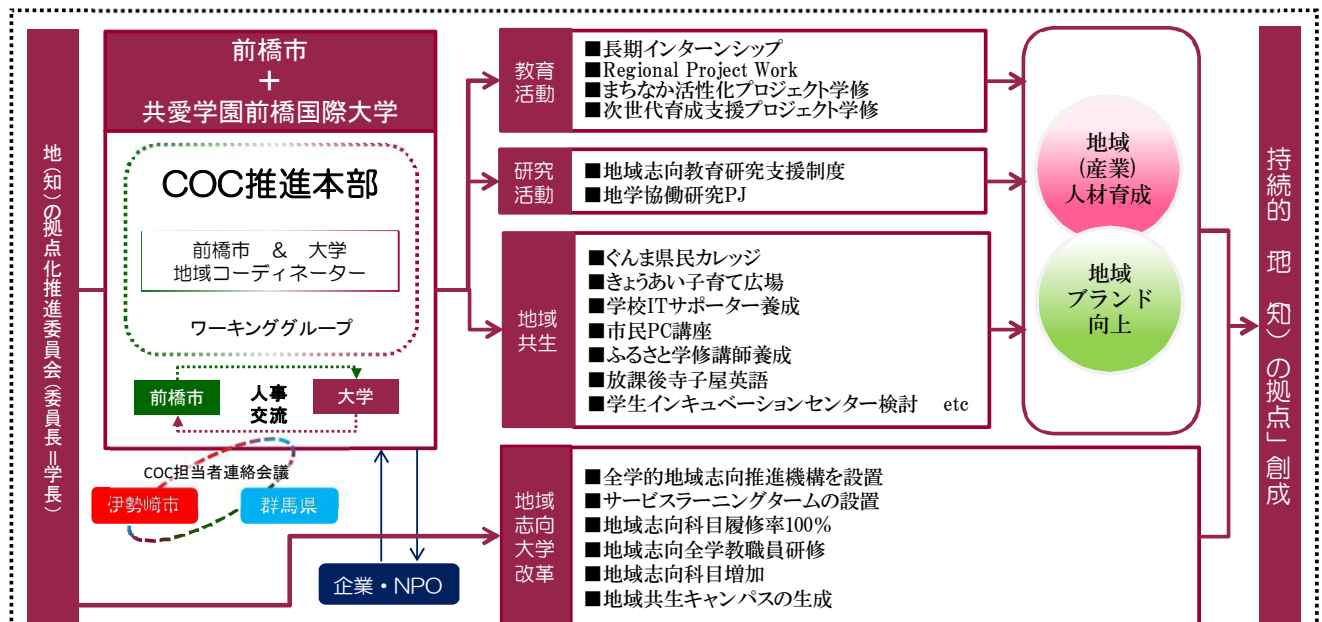 地(知)の拠点化推進委員会(委員長=学長)
前橋市
+
共愛学園前橋国際大学
COC推進本部
前橋市 & 大学
地域コーディネーター
ワーキンググループ
前橋市
人事
交流
大学
COC担当者連絡会議
伊勢崎市
群馬県
企業・NPO
教育
活動
■長期インターンシップ
■Regional Project Work
■まちなか活性化プロジェクト学修
■次世代育成支援プロジェクト学修
研究
活動
■地域志向教育研究支援制度
■地学協働研究PJ
地域
共生
■ぐんま県民カレッジ
■きょうあい子育て広場
■学校ITサポーター養成
■市民PC講座
■ふるさと学修講師養成
■放課後寺子屋英語
■学生インキュベーションセンター検討 etc
地域
志向
大学
改革
■全学的地域志向推進機構を設置
■サービスラーニングタームの設置
■地域志向科目履修率100%
■地域志向全学教職員研修
■地域志向科目増加
■地域共生キャンパスの生成
地域
(産業)
人材育成
地域
ブランド
向上
持続的 地 知)の拠点」創成